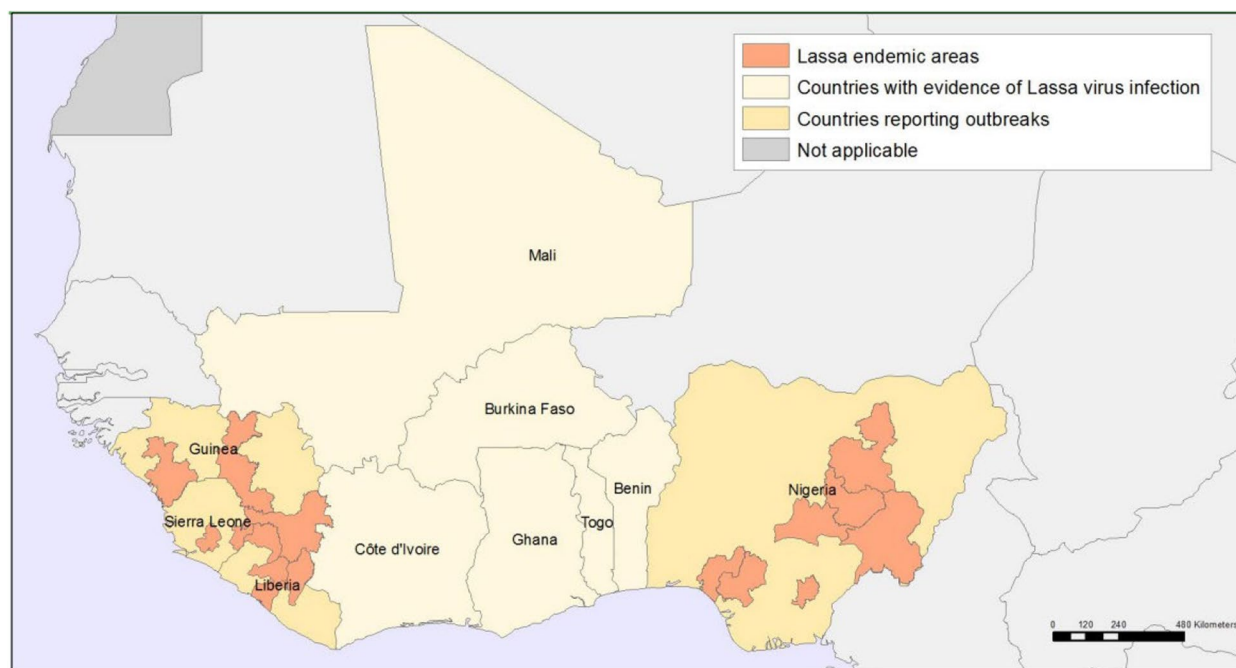 Lassa endemic areas
Countries with evidence of Lassa virus infection
Countries reporting outbreaks
Not applicable
Mali
Burkina Faso
Guinea
Benin
Nigeria
Sierra Leone
Togo
Ghana
Côte d'Ivoire
Liberia
0 120 240 480 Kilometers